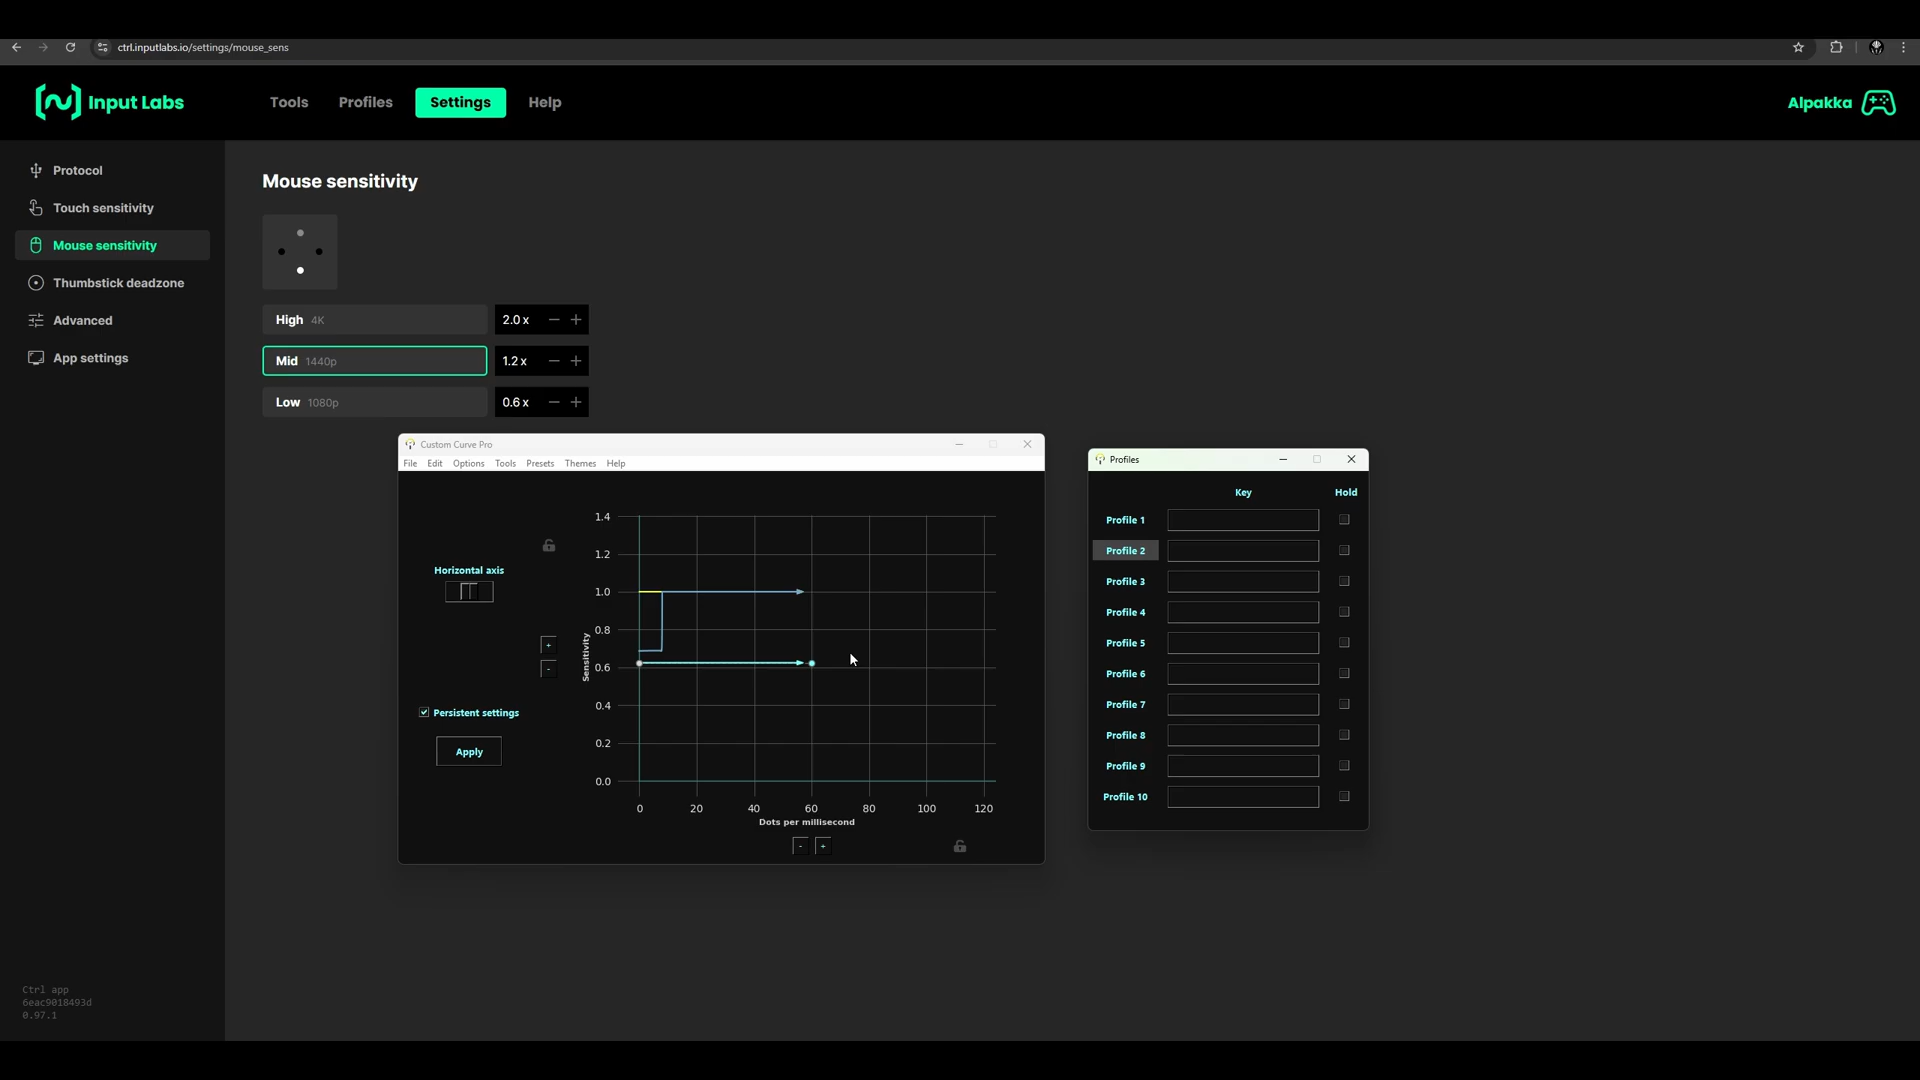 ctrl.inputlabs.io/settings/mouse_sens
Input Labs
Tools
Profiles
Settings
Help
Alpakka
Protocol
Touch sensitivity
Mouse sensitivity
Thumbstick deadzone
Advanced
App settings
Mouse sensitivity
High 4K 2.0 x
Mid 1440p 1.2 x
Low 1080p 0.6 x
Custom Curve Pro
File Edit Options Tools Presets Themes Help
Horizontal axis
+
-
Persistent settings
Apply
Sensitivity
1.4
1.2
1.0
0.8
0.6
0.4
0.2
0.0
0 20 40 60 80 100 120
Dots per millisecond
- +
Profiles
Key Hold
Profile 1
Profile 2
Profile 3
Profile 4
Profile 5
Profile 6
Profile 7
Profile 8
Profile 9
Profile 10
Ctrl app
6eac9018493d
0.97.1